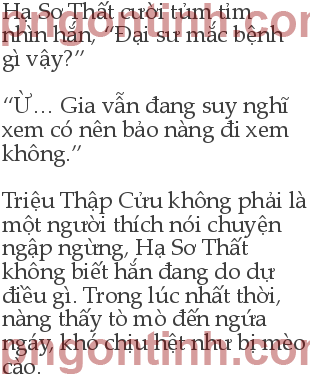 Hạ Sơ Thất cười tủm tỉm
nhìn hắn, “Đại sư mắc bệnh
gì vậy?”
“Ừ... Gia vẫn đang suy nghĩ
xem có nên bảo nàng đi xem
không.”
Triệu Thập Cửu không phải là
một người thích nói chuyện
ngập ngừng, Hạ Sơ Thất
không biết hắn đang do dự
điều gì. Trong lúc nhất thời,
nàng thấy tò mò đến ngứa
ngáy, khó chịu hệt như bị mèo
cào.
pngontinh.com
pngontinh.com